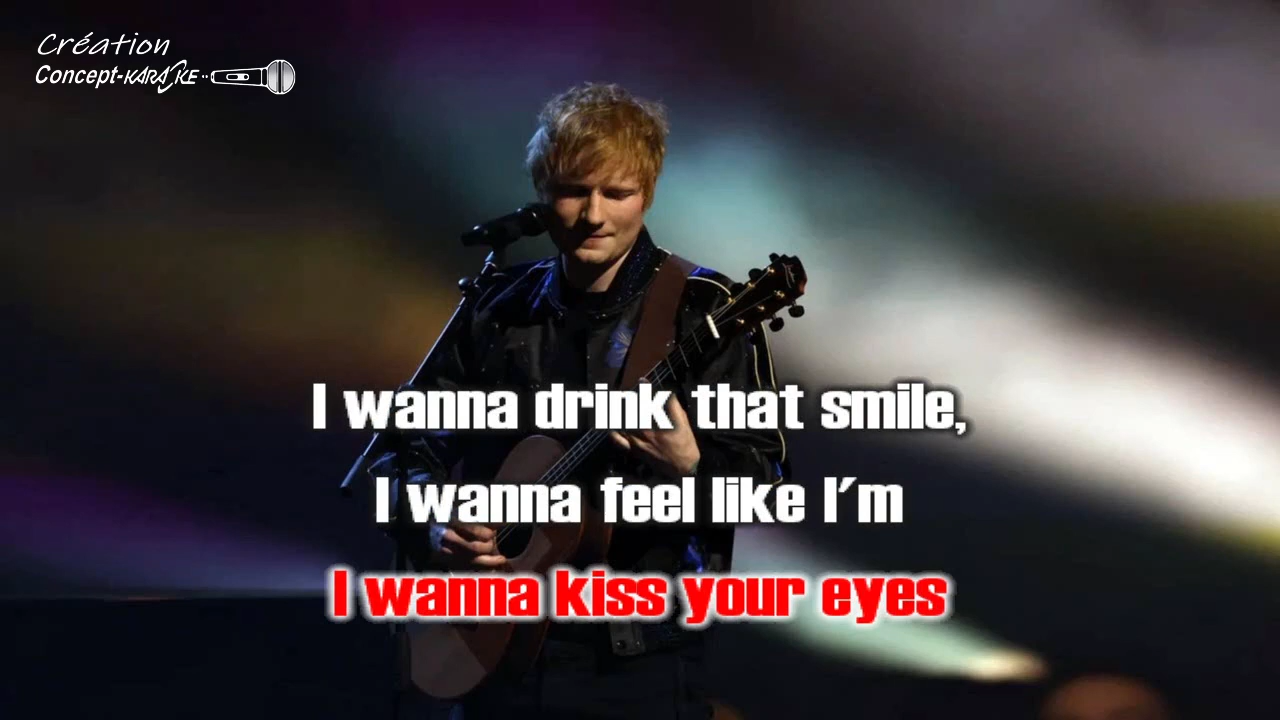 Création
Concept-KARAOKE
I wanna drink that smile,
I wanna feel like I'm
I wanna kiss your eyes